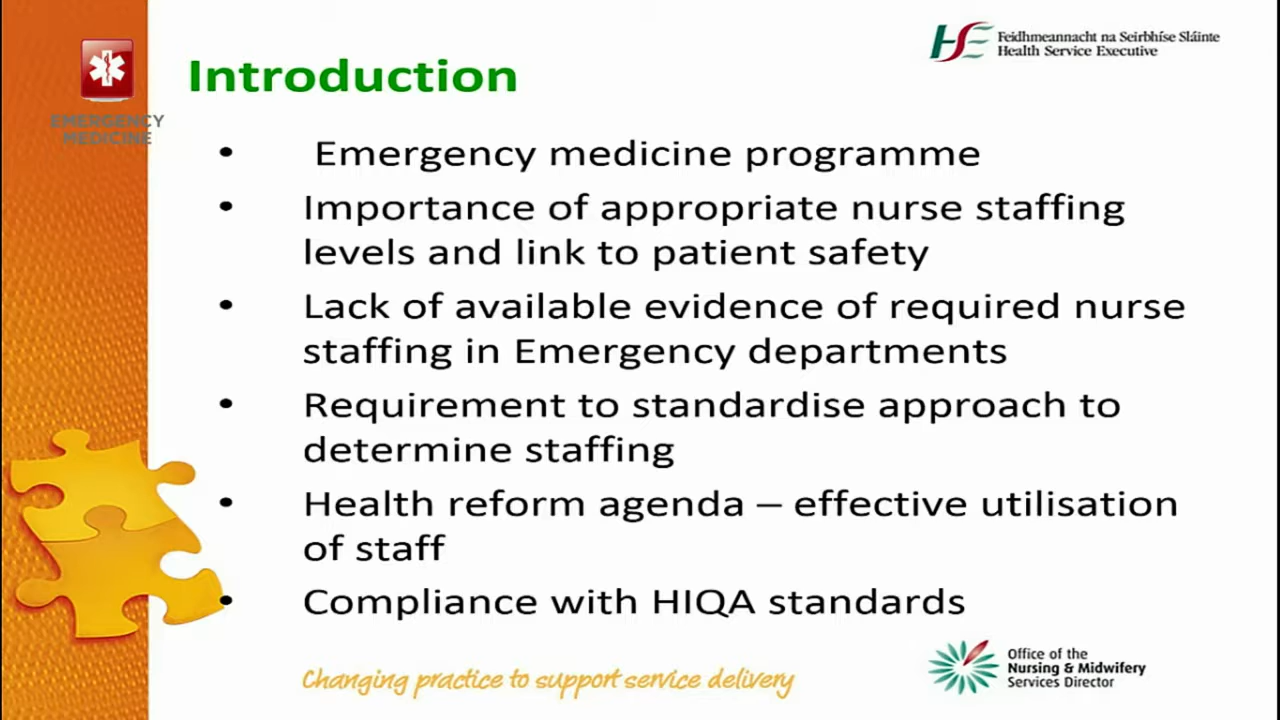 Feidhmeannacht na Seirbhíse Sláinte
Health Service Executive
EMERGENCY
MEDICINE
Introduction
• Emergency medicine programme
• Importance of appropriate nurse staffing
levels and link to patient safety
• Lack of available evidence of required nurse
staffing in Emergency departments
• Requirement to standardise approach to
determine staffing
• Health reform agenda – effective utilisation
of staff
• Compliance with HIQA standards
Changing practice to support service delivery
Office of the
Nursing & Midwifery
Services Director